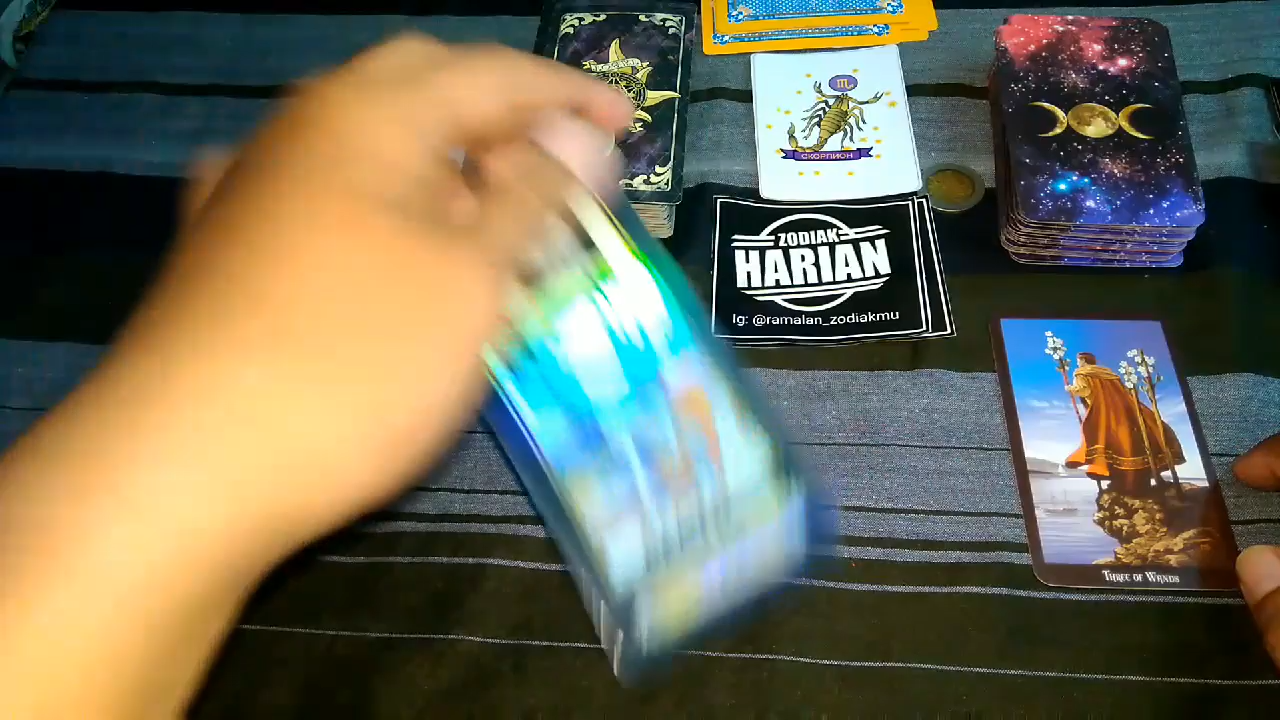 ♏
СКОРПИОН
ZODIAK
HARIAN
Ig: @ramalan_zodiakmu
THREE OF WANDS